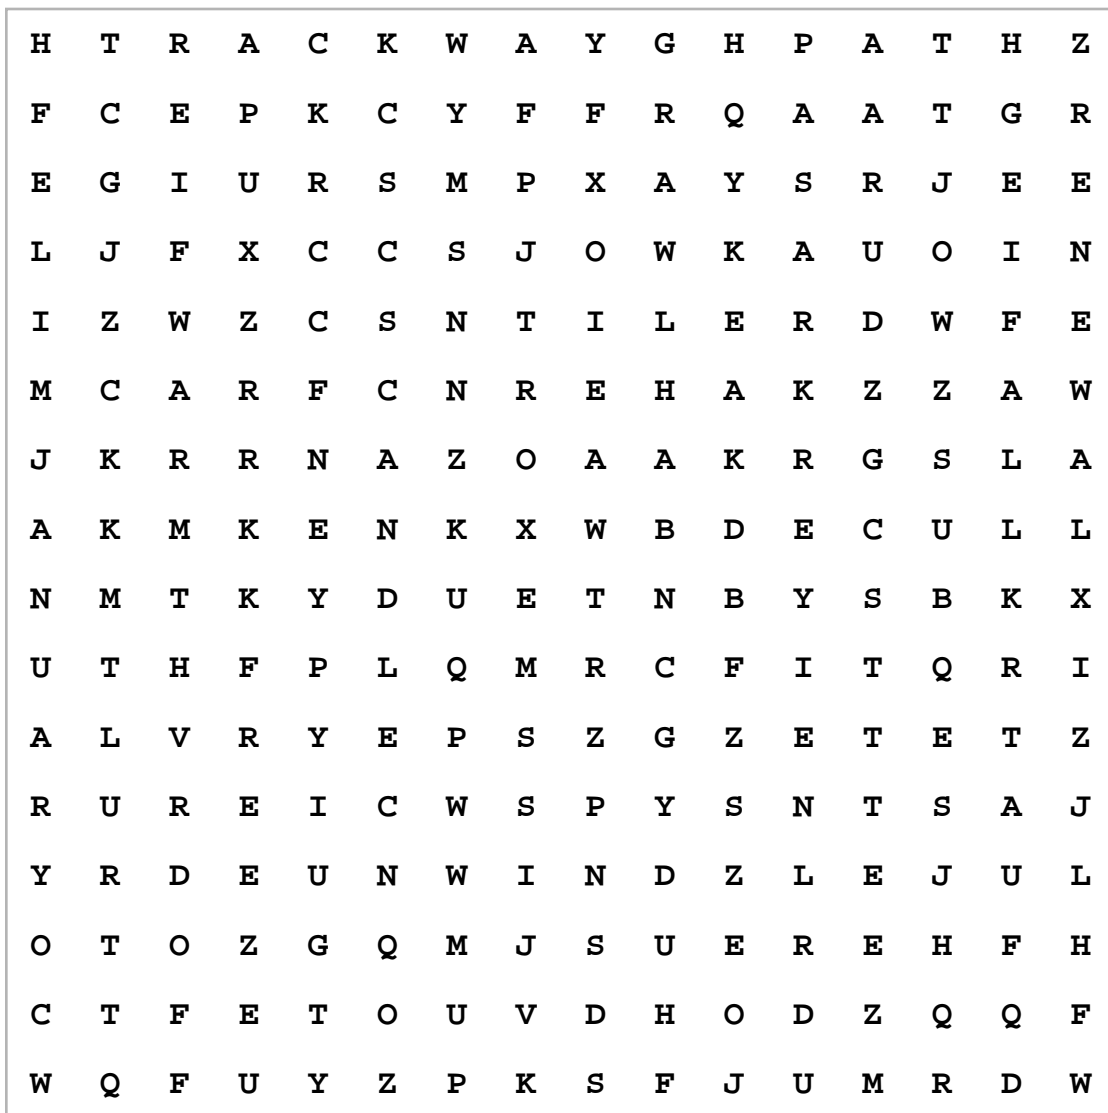 H T R A C K W A Y G H P A T H Z
F C E P K C Y F F R Q A A T G R
E G I U R S M P X A Y S R J E E
L J F X C C S J O W K A U O I N
I Z W Z C S N T I L E R D W F E
M C A R F C N R E H A K Z Z A W
J K R R N A Z O A A K R G S L A
A K M K E N K X W B D E C U L L
N M T K Y D U E T N B Y S B K X
U T H F P L Q M R C F I T Q R I
A L V R Y E P S Z G Z E T E T Z
R U R E I C W S P Y S N T S A J
Y R D E U N W I N D Z L E J U L
O T O Z G Q M J S U E R E H F H
C T F E T O U V D H O D Z Q Q F
W Q F U Y Z P K S F J U M R D W